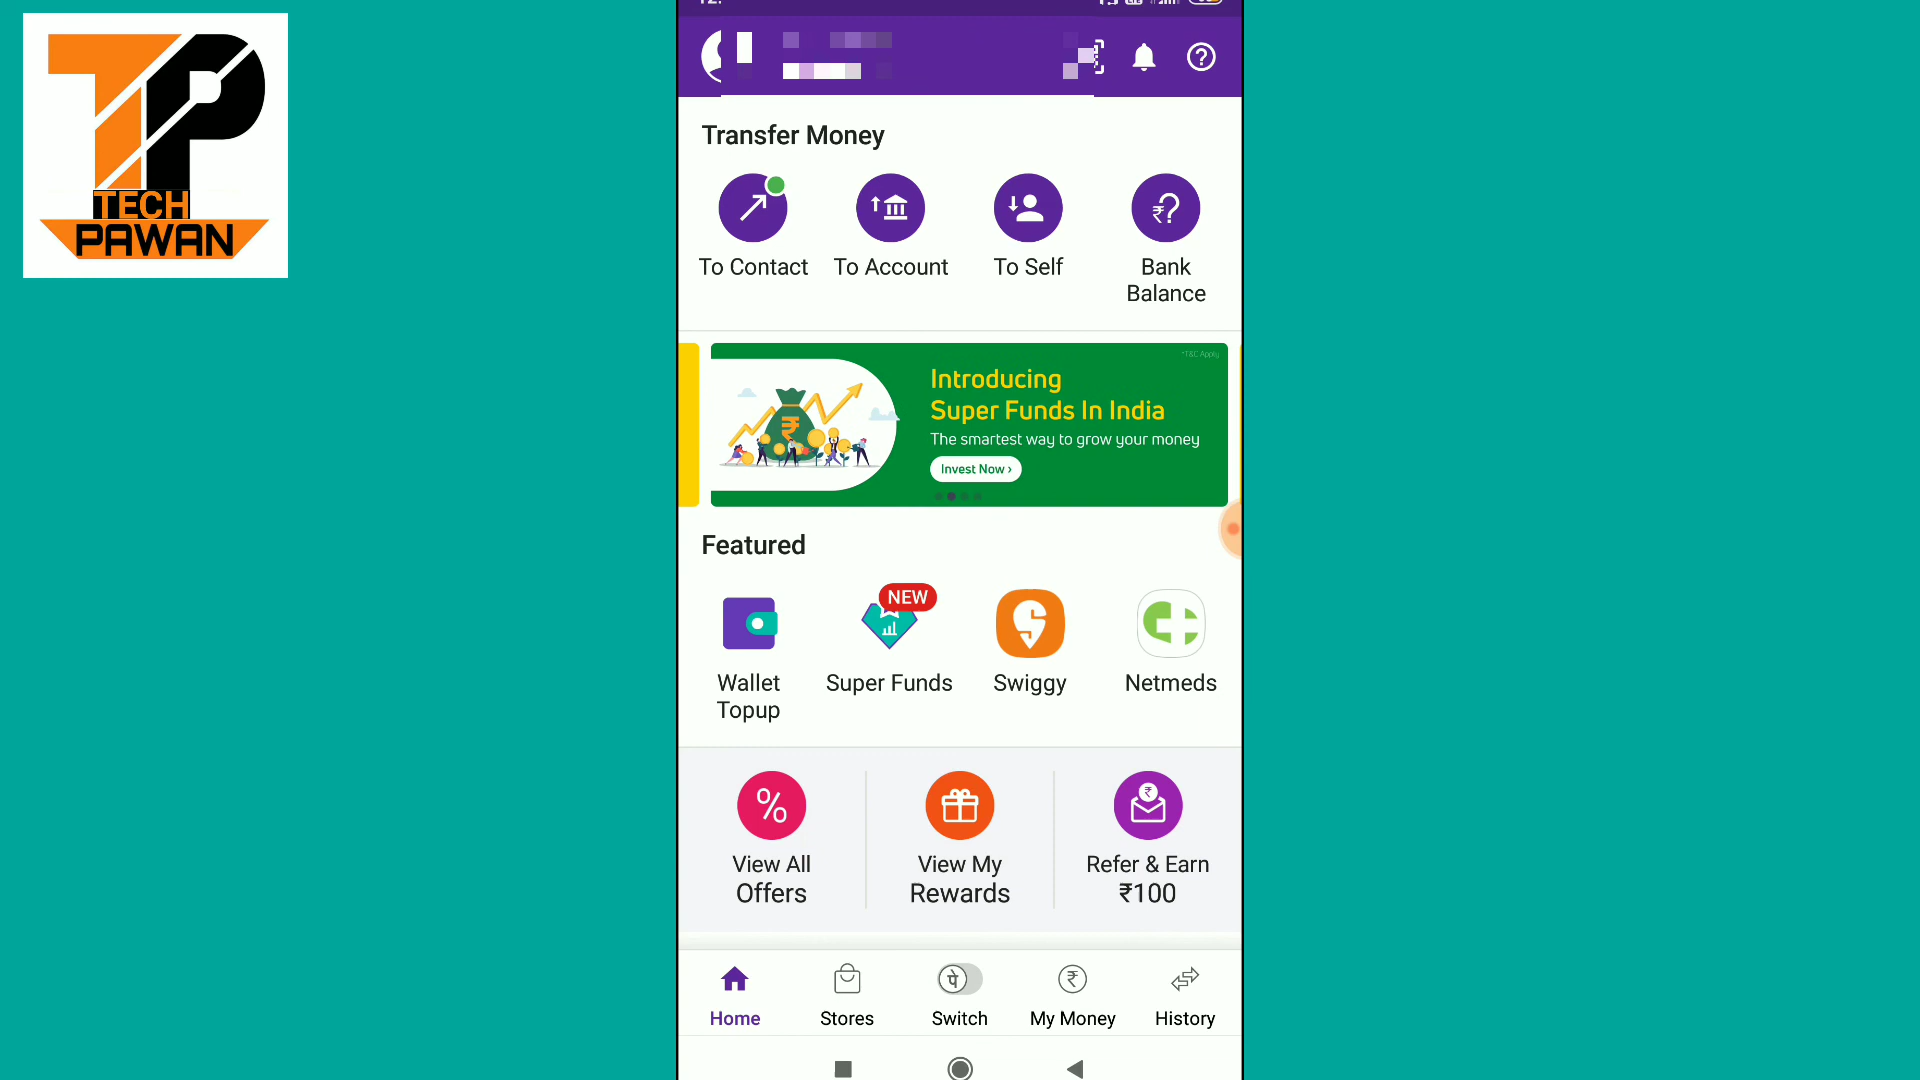 TP
TECH
PAWAN
Transfer Money
To Contact
To Account
To Self
Bank
Balance
*T&C Apply
Introducing
Super Funds In India
The smartest way to grow your money
Invest Now ›
Featured
NEW
Wallet
Topup
Super Funds
Swiggy
Netmeds
View All
Offers
View My
Rewards
Refer & Earn
₹100
पे
Home
Stores
Switch
My Money
History